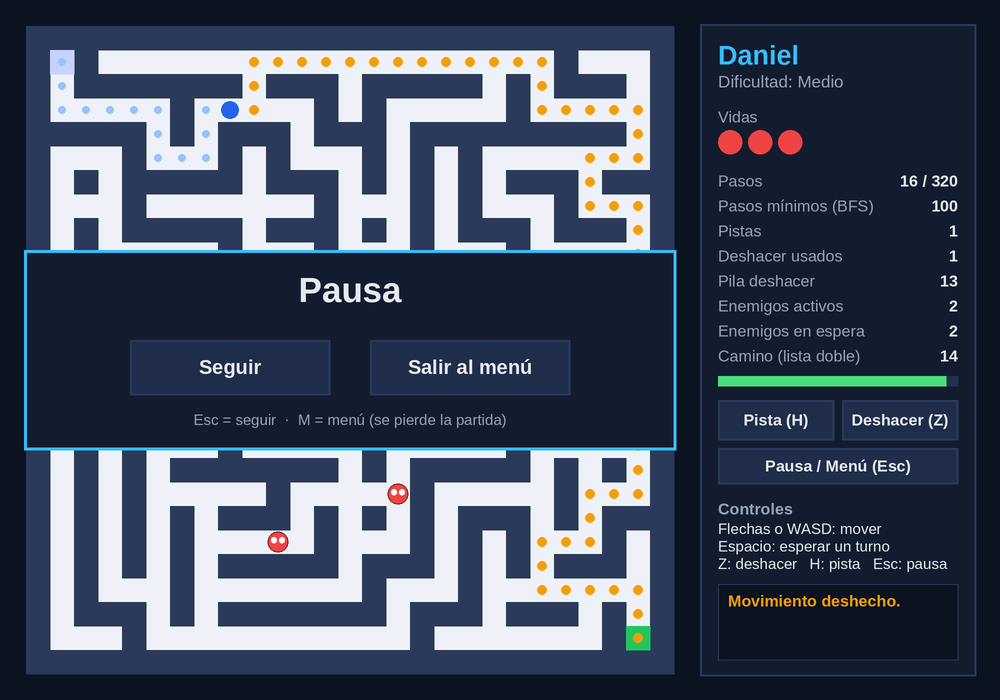 Pausa
Seguir
Salir al menú
Esc = seguir · M = menú (se pierde la partida)
Daniel
Dificultad: Medio
Vidas
Pasos 16 / 320
Pasos mínimos (BFS) 100
Pistas 1
Deshacer usados 1
Pila deshacer 13
Enemigos activos 2
Enemigos en espera 2
Camino (lista doble) 14
Pista (H)
Deshacer (Z)
Pausa / Menú (Esc)
Controles
Flechas o WASD: mover
Espacio: esperar un turno
Z: deshacer H: pista Esc: pausa
Movimiento deshecho.